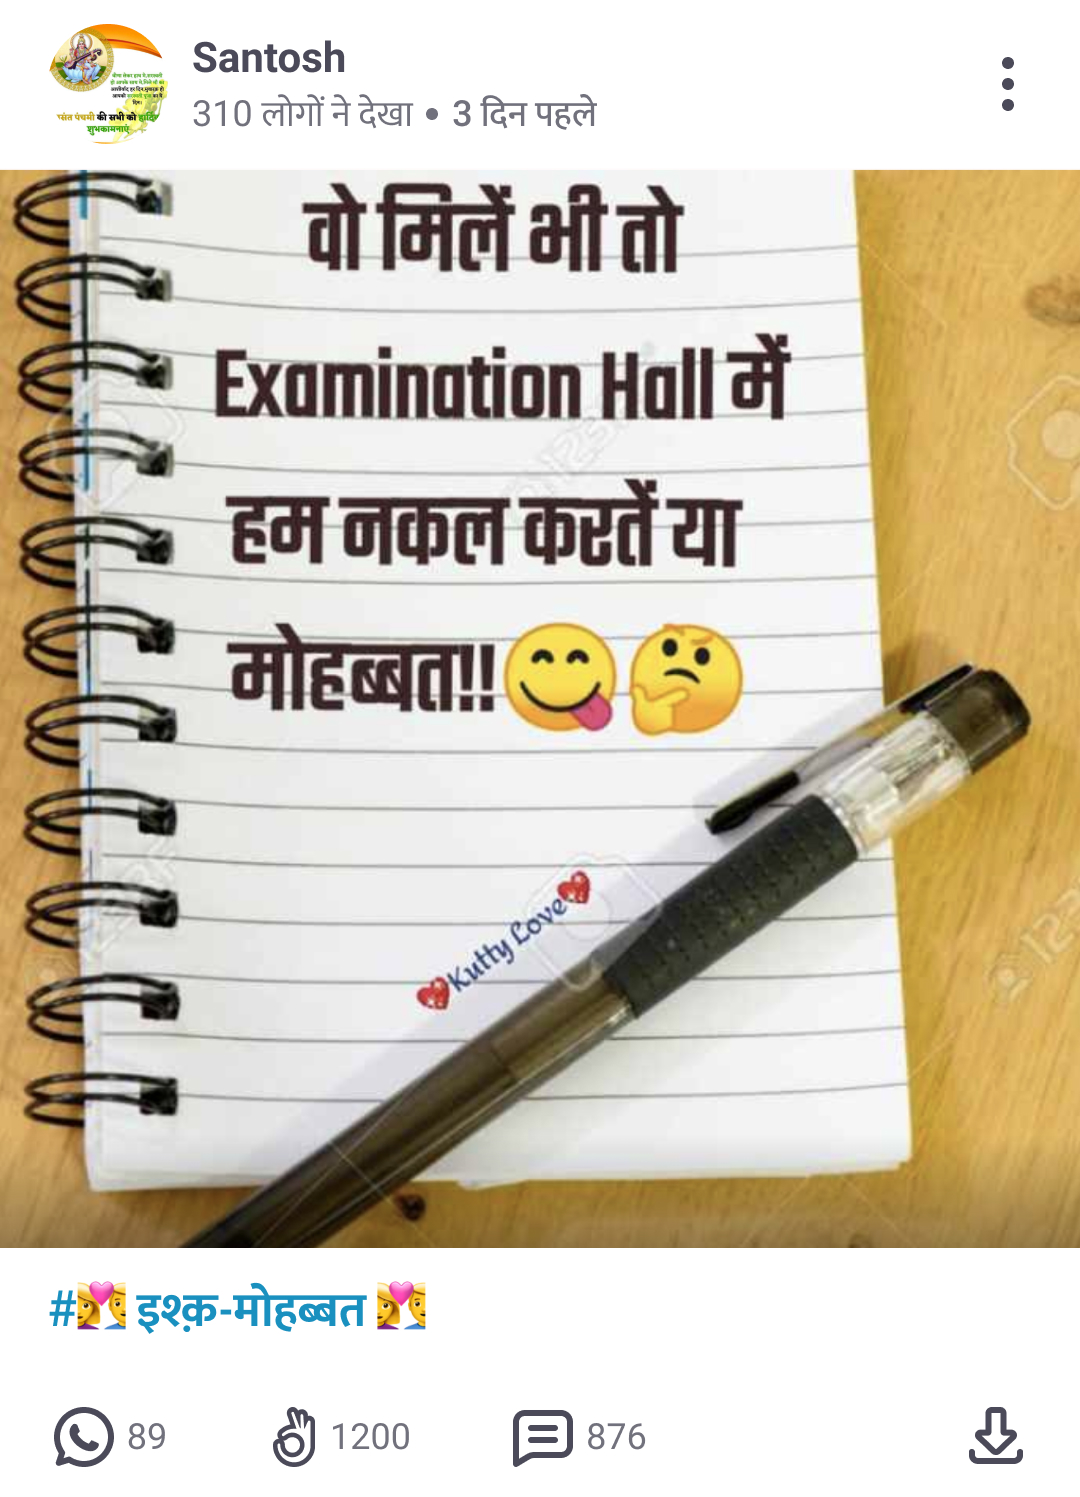 Santosh
310 लोगों ने देखा • 3 दिन पहले
वो मिलें भी तो
Examination Hall में
हम नकल करतें या
मोहब्बत!!😋🤔
💖Kutty Love💖
#💏 इश्क़-मोहब्बत 💏
89 1200 876